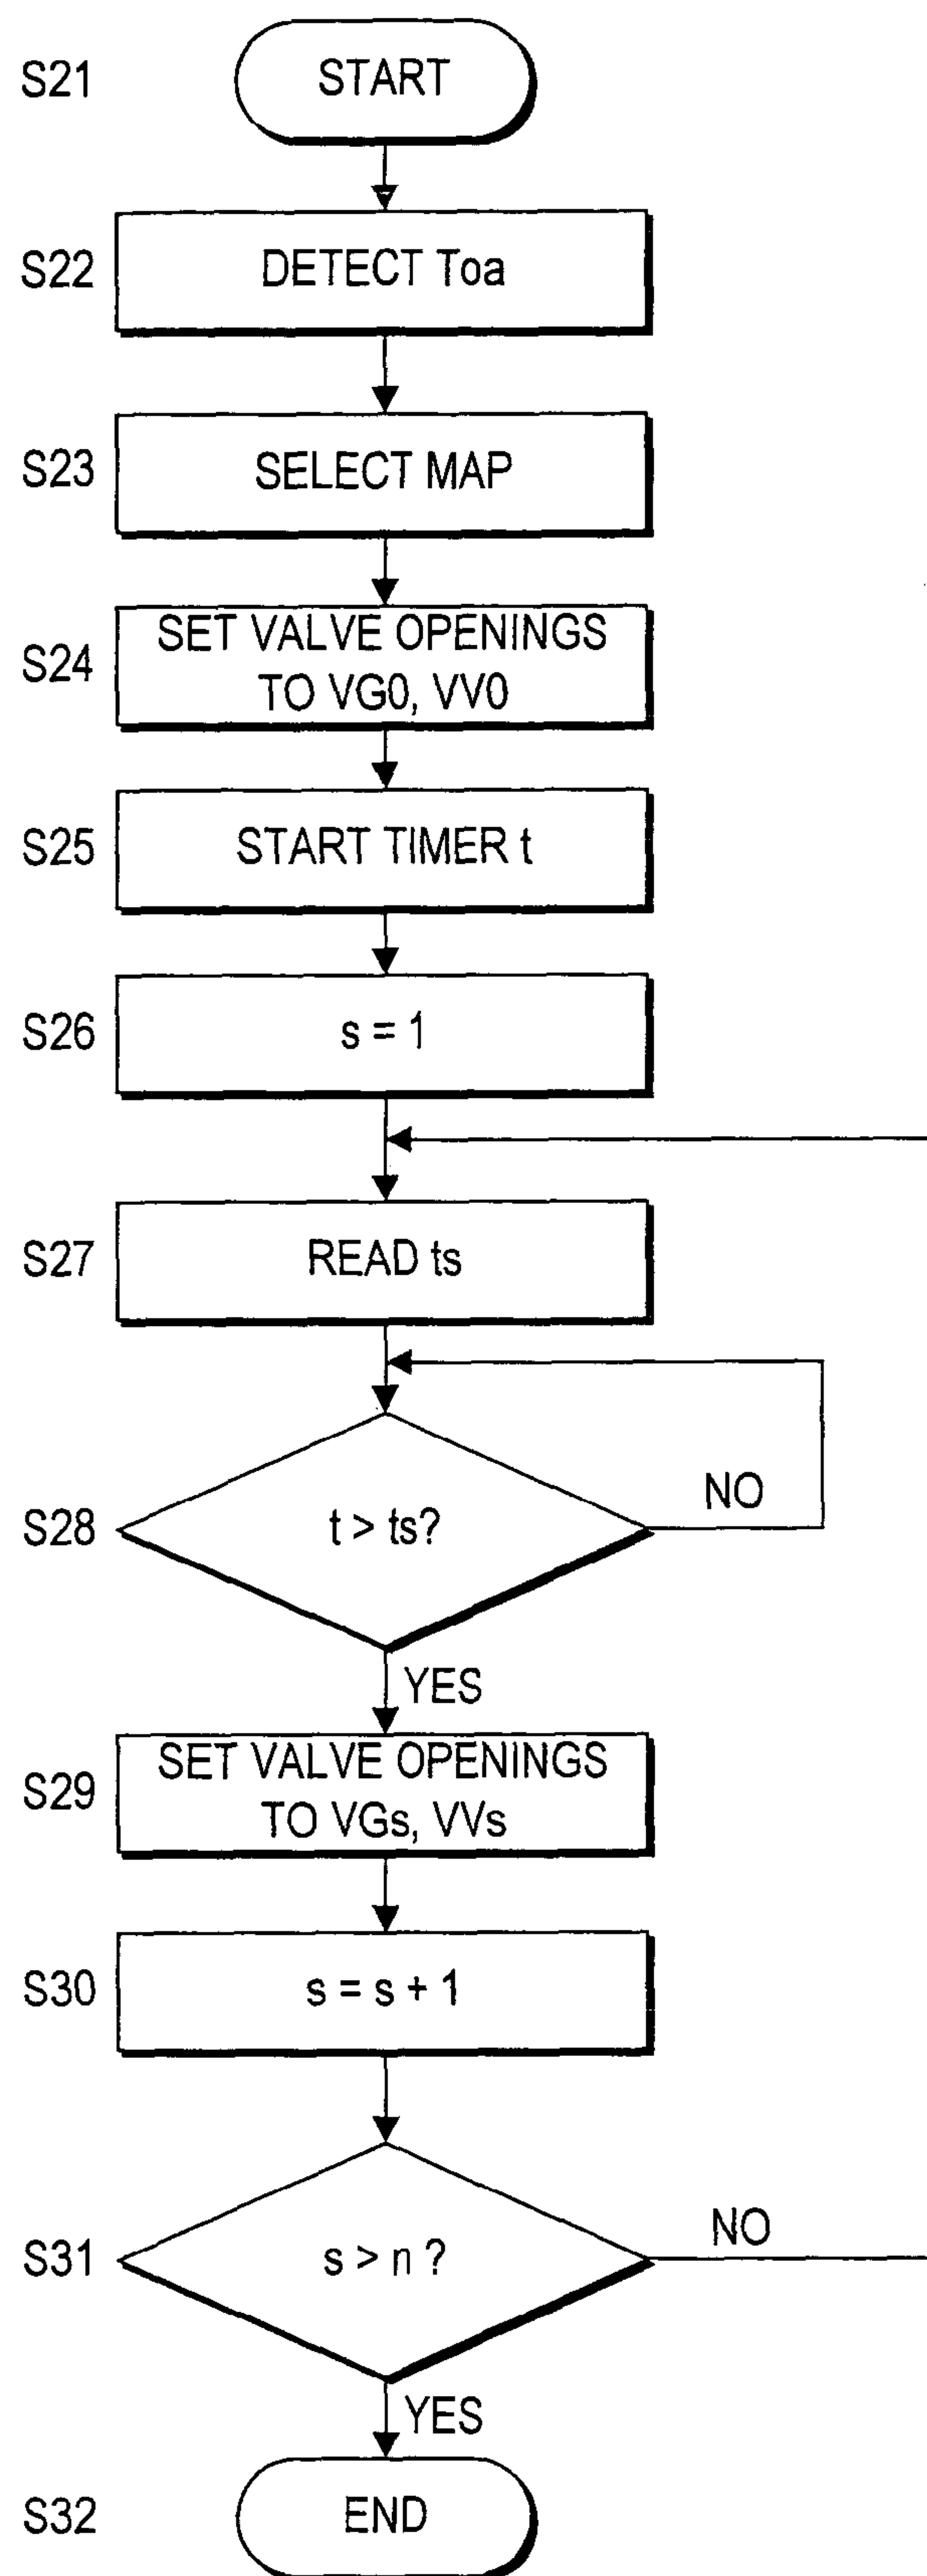 S21
START
S22
DETECT Toa
S23
SELECT MAP
S24
SET VALVE OPENINGS
TO VG0, VV0
S25
START TIMER t
S26
s = 1
S27
READ ts
S28
t > ts?
NO
YES
S29
SET VALVE OPENINGS
TO VGs, VVs
S30
s = s + 1
S31
s > n ?
NO
YES
S32
END